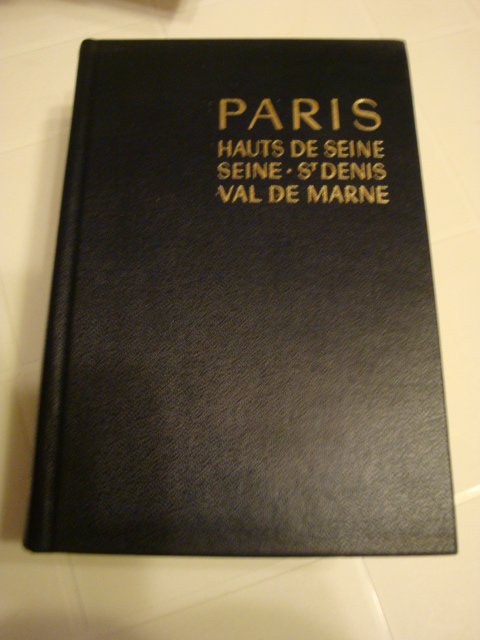 PARIS
HAUTS DE SEINE
SEINE · ST DENIS
VAL DE MARNE